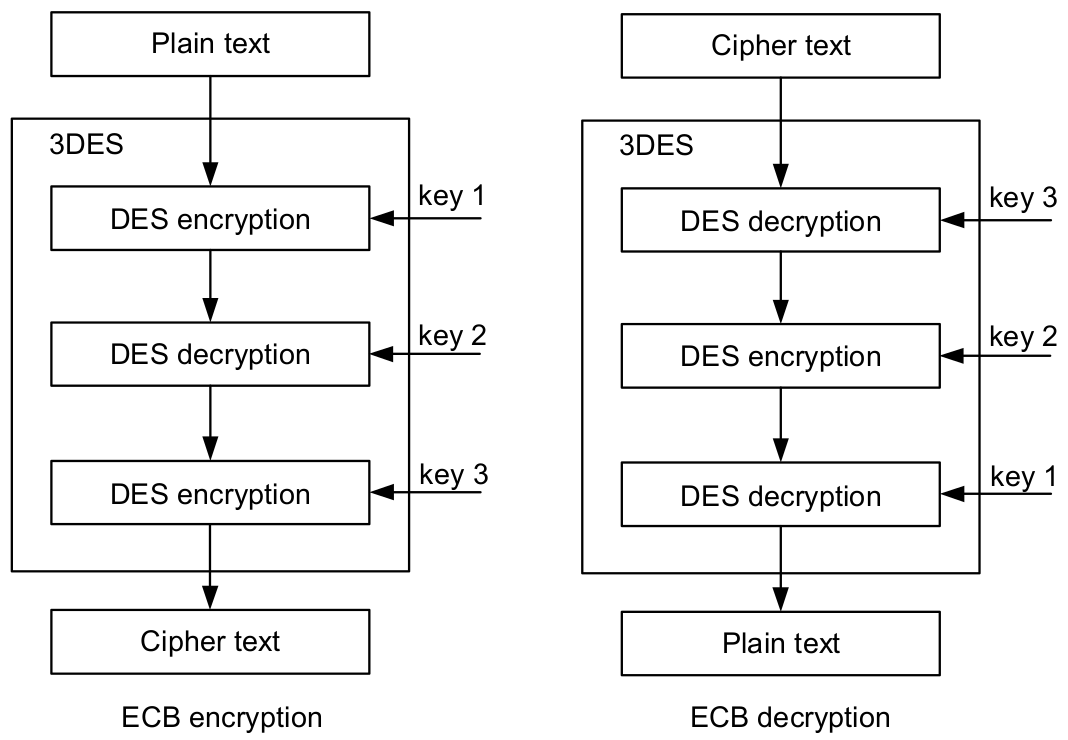 Plain text
3DES
DES encryption
key 1
DES decryption
key 2
DES encryption
key 3
Cipher text
ECB encryption
Cipher text
3DES
DES decryption
key 3
DES encryption
key 2
DES decryption
key 1
Plain text
ECB decryption